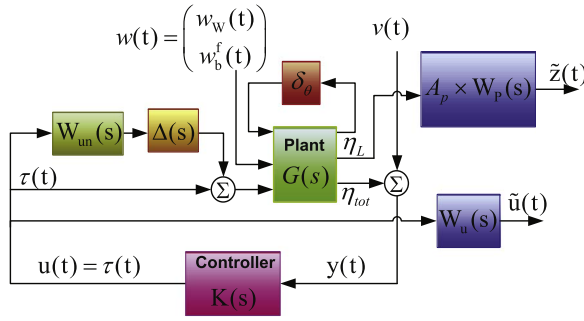 w(t) = ( w_W(t)
w_b^f(t) )
v(t)
δ_θ
A_p × W_P(s)
z̃(t)
W_un(s)
Δ(s)
Plant
G(s)
η_L
η_tot
τ(t)
Σ
Σ
W_u(s)
ũ(t)
u(t) = τ(t)
Controller
K(s)
y(t)